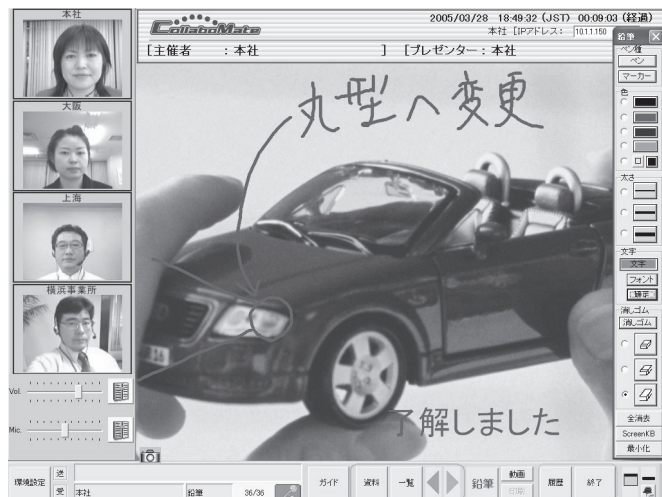 本社
大阪
上海
横浜事業所
Vol.
Mic.
CollaboMate
2005/03/28 18:49:32 (JST) 00:09:03 (経過)
本社 [IPアドレス： 10.1.1.150
[主催者 ：本社 ] [プレゼンター：本社
丸型へ変更
了解しました
鉛筆
ペン種
ペン
マーカー
色
太さ
文字
文字
フォント
確定
消しゴム
消しゴム
全消去
ScreenKB
最小化
環境設定
送
受
本社
鉛筆
36/36
ガイド
資料
一覧
鉛筆
動画
印刷
履歴
終了